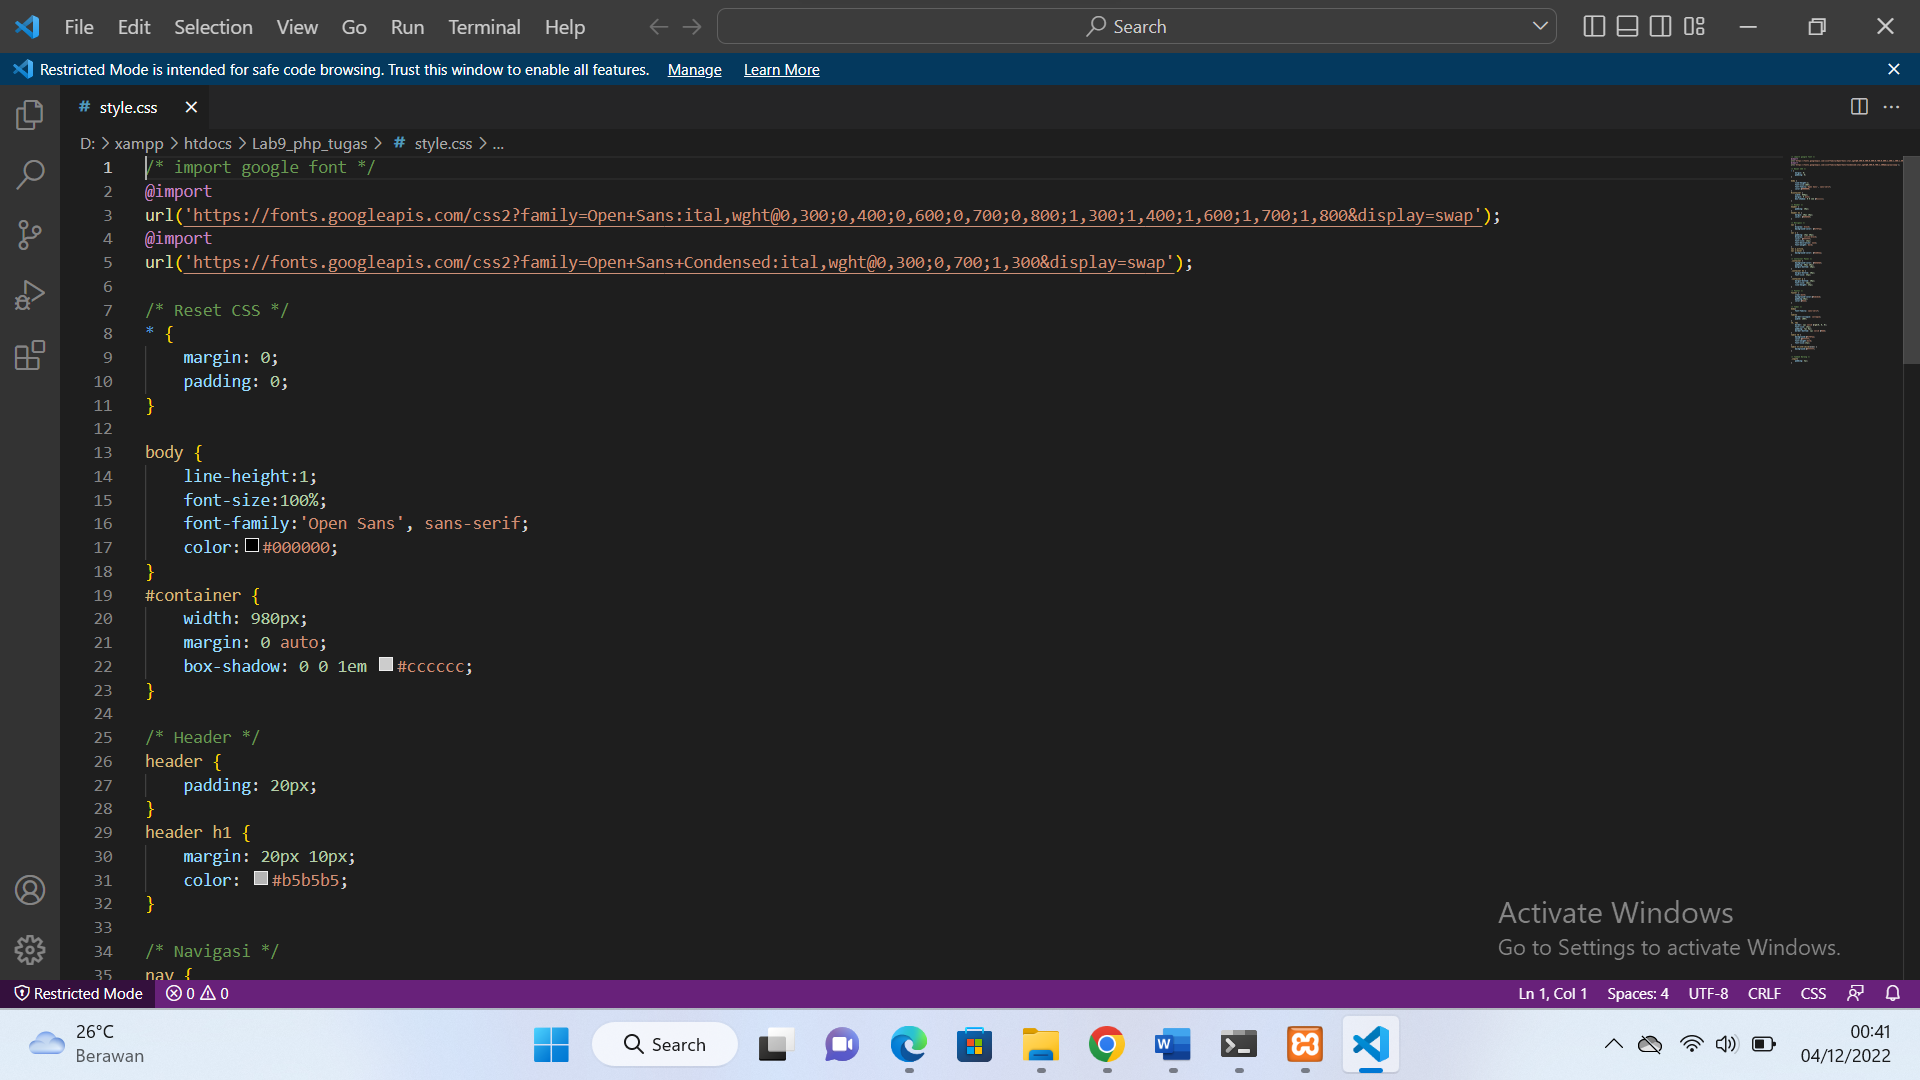 File Edit Selection View Go Run Terminal Help Search
Restricted Mode is intended for safe code browsing. Trust this window to enable all features. Manage Learn More
# style.css
D: > xampp > htdocs > Lab9_php_tugas > # style.css > ...
1 /* import google font */
2 @import
3 url('https://fonts.googleapis.com/css2?family=Open+Sans:ital,wght@0,300;0,400;0,600;0,700;0,800;1,300;1,400;1,600;1,700;1,800&display=swap');
4 @import
5 url('https://fonts.googleapis.com/css2?family=Open+Sans+Condensed:ital,wght@0,300;0,700;1,300&display=swap');
6
7 /* Reset CSS */
8 * {
9     margin: 0;
10     padding: 0;
11 }
12
13 body {
14     line-height:1;
15     font-size:100%;
16     font-family:'Open Sans', sans-serif;
17     color:#000000;
18 }
19 #container {
20     width: 980px;
21     margin: 0 auto;
22     box-shadow: 0 0 1em #cccccc;
23 }
24
25 /* Header */
26 header {
27     padding: 20px;
28 }
29 header h1 {
30     margin: 20px 10px;
31     color: #b5b5b5;
32 }
33
34 /* Navigasi */
35 nav {
Activate Windows
Go to Settings to activate Windows.
Restricted Mode 0 0 Ln 1, Col 1 Spaces: 4 UTF-8 CRLF CSS
26°C
Berawan
Search
00:41
04/12/2022